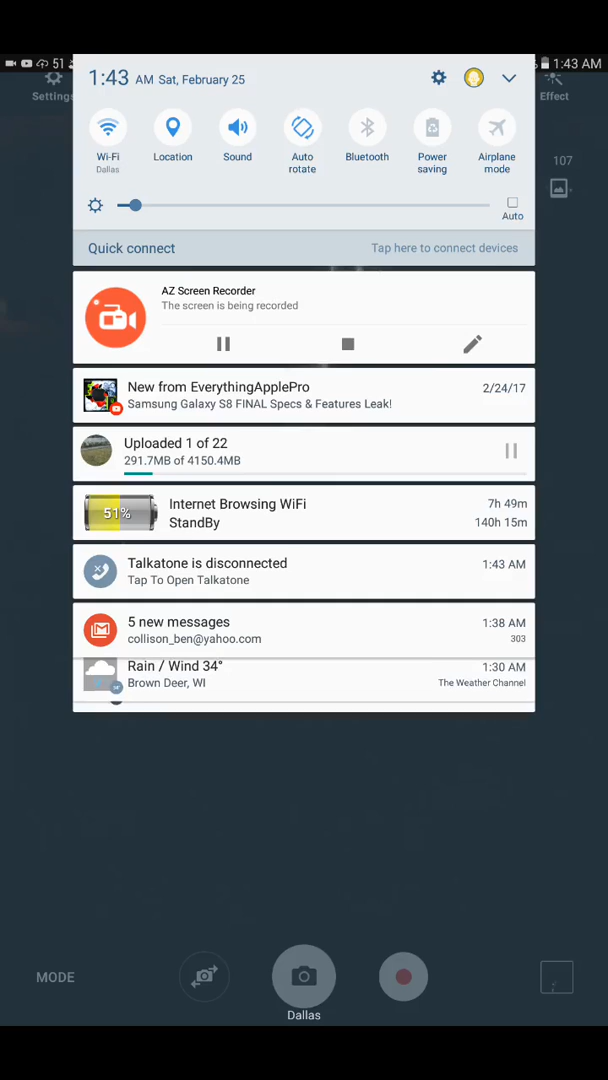 51
1:43 AM
Settings
Effect
107
1:43 AM Sat, February 25
Wi-Fi
Dallas
Location
Sound
Auto
rotate
Bluetooth
Power
saving
Airplane
mode
Auto
Quick connect
Tap here to connect devices
AZ Screen Recorder
The screen is being recorded
New from EverythingApplePro
2/24/17
Samsung Galaxy S8 FINAL Specs & Features Leak!
Uploaded 1 of 22
291.7MB of 4150.4MB
51%
Internet Browsing WiFi
7h 49m
StandBy
140h 15m
Talkatone is disconnected
1:43 AM
Tap To Open Talkatone
5 new messages
1:38 AM
collison_ben@yahoo.com
303
Rain / Wind 34°
1:30 AM
Brown Deer, WI
The Weather Channel
MODE
Dallas